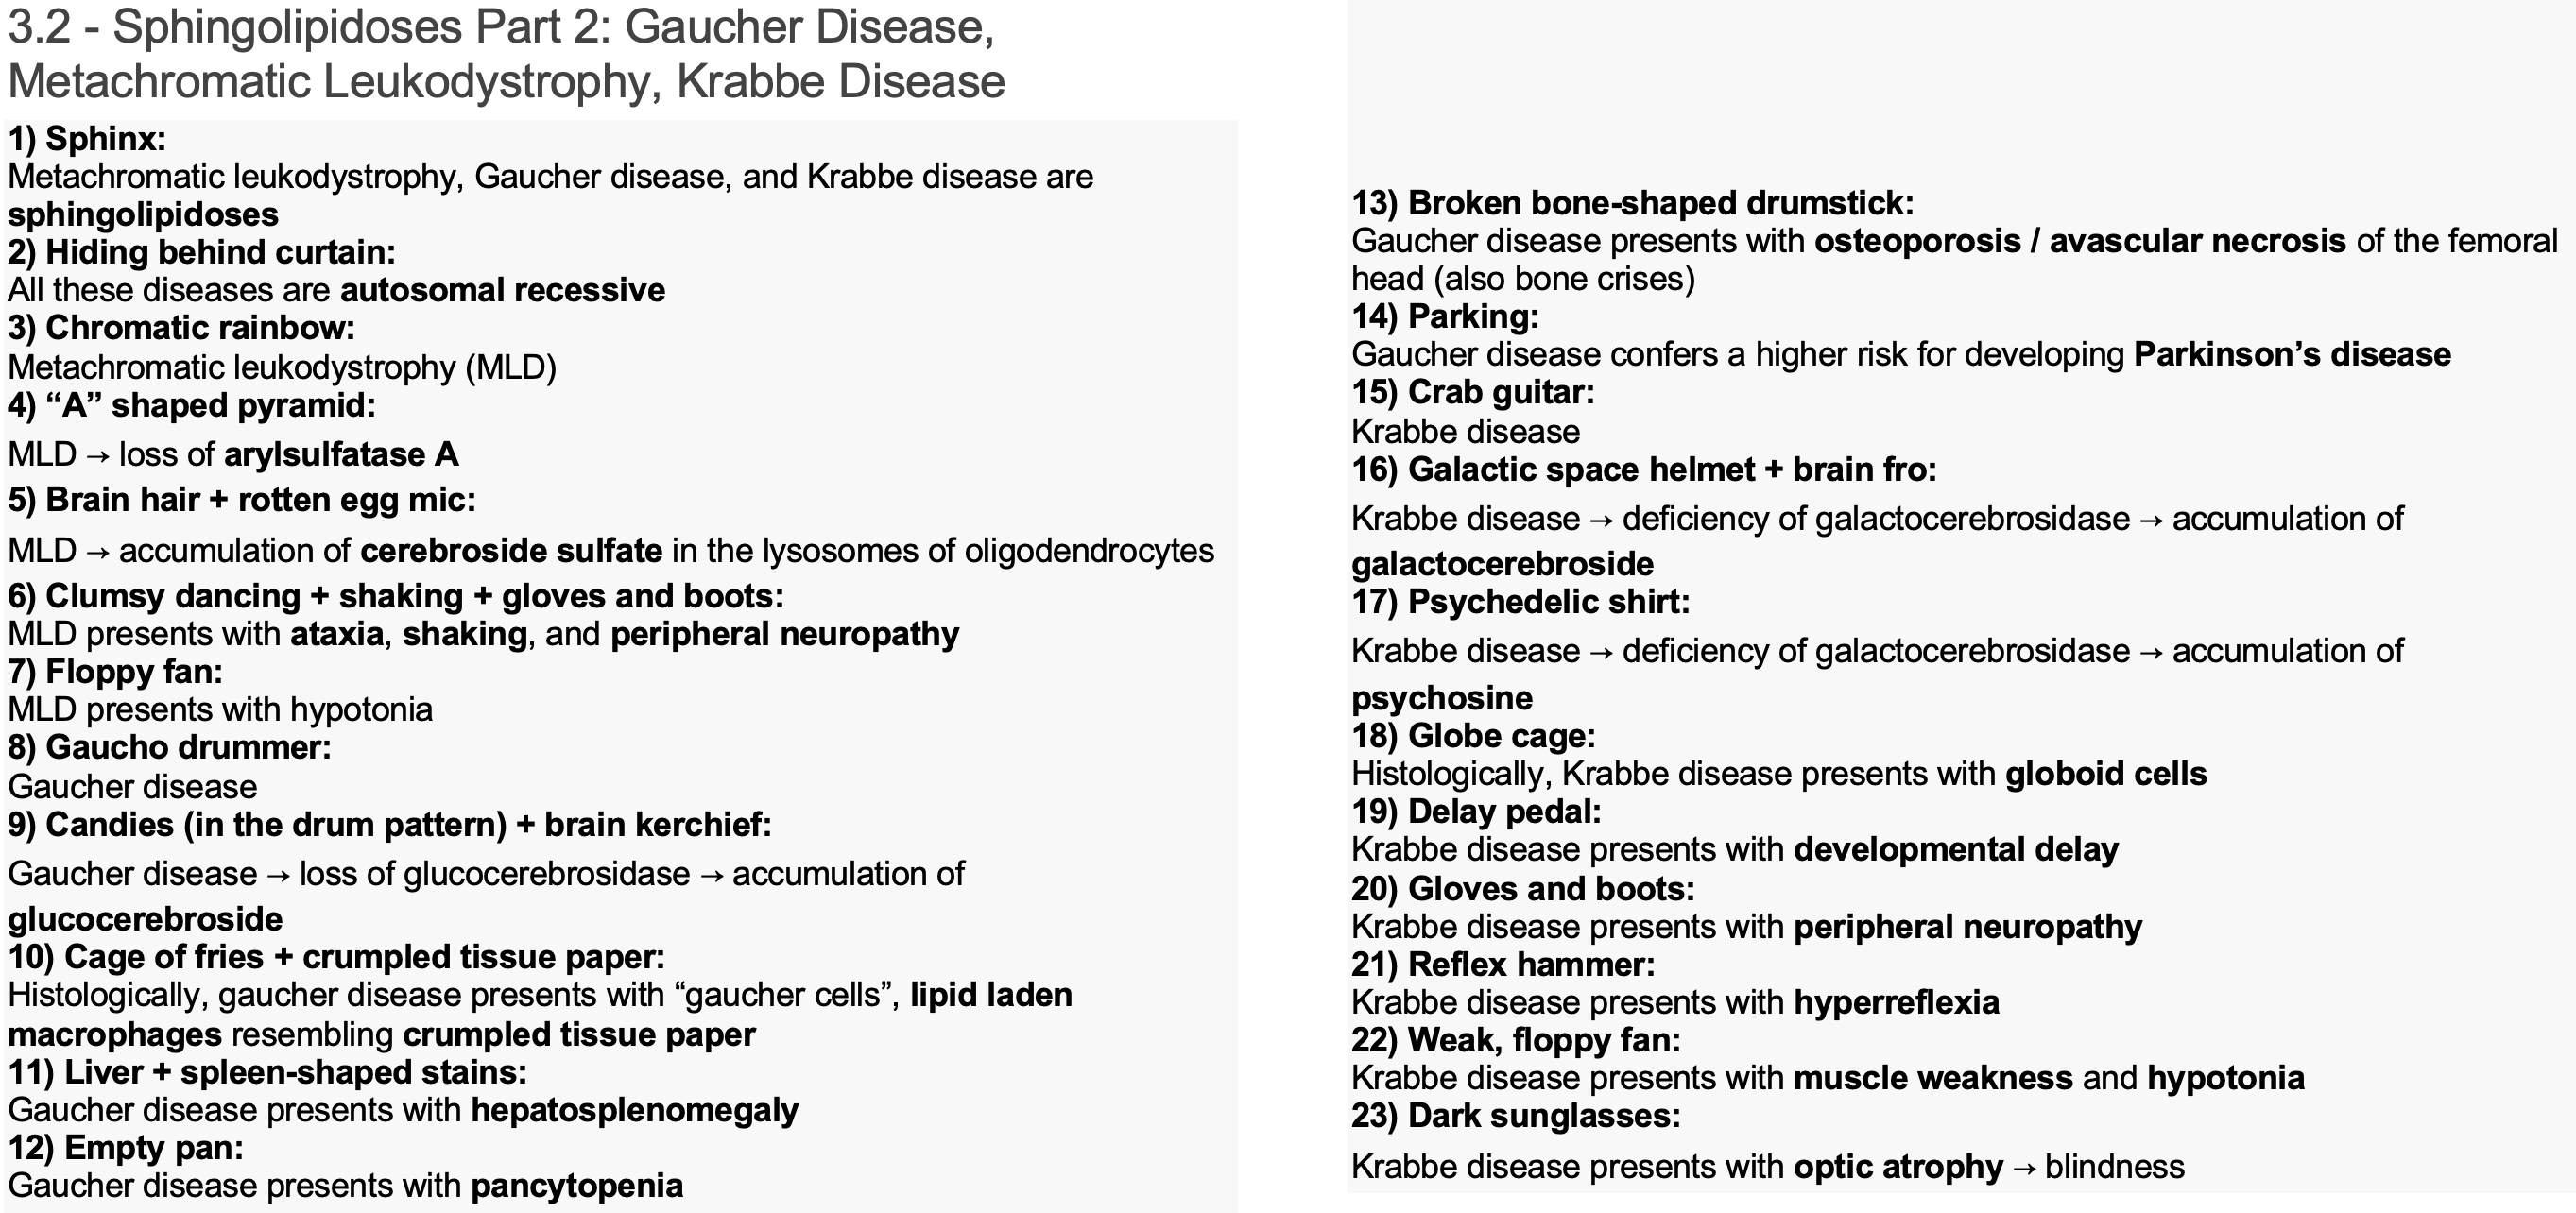 3.2 - Sphingolipidoses Part 2: Gaucher Disease,
Metachromatic Leukodystrophy, Krabbe Disease
1) Sphinx:
Metachromatic leukodystrophy, Gaucher disease, and Krabbe disease are
sphingolipidoses
2) Hiding behind curtain:
All these diseases are autosomal recessive
3) Chromatic rainbow:
Metachromatic leukodystrophy (MLD)
4) “A” shaped pyramid:
MLD → loss of arylsulfatase A
5) Brain hair + rotten egg mic:
MLD → accumulation of cerebroside sulfate in the lysosomes of oligodendrocytes
6) Clumsy dancing + shaking + gloves and boots:
MLD presents with ataxia, shaking, and peripheral neuropathy
7) Floppy fan:
MLD presents with hypotonia
8) Gaucho drummer:
Gaucher disease
9) Candies (in the drum pattern) + brain kerchief:
Gaucher disease → loss of glucocerebrosidase → accumulation of
glucocerebroside
10) Cage of fries + crumpled tissue paper:
Histologically, gaucher disease presents with “gaucher cells”, lipid laden
macrophages resembling crumpled tissue paper
11) Liver + spleen-shaped stains:
Gaucher disease presents with hepatosplenomegaly
12) Empty pan:
Gaucher disease presents with pancytopenia
13) Broken bone-shaped drumstick:
Gaucher disease presents with osteoporosis / avascular necrosis of the femoral
head (also bone crises)
14) Parking:
Gaucher disease confers a higher risk for developing Parkinson’s disease
15) Crab guitar:
Krabbe disease
16) Galactic space helmet + brain fro:
Krabbe disease → deficiency of galactocerebrosidase → accumulation of
galactocerebroside
17) Psychedelic shirt:
Krabbe disease → deficiency of galactocerebrosidase → accumulation of
psychosine
18) Globe cage:
Histologically, Krabbe disease presents with globoid cells
19) Delay pedal:
Krabbe disease presents with developmental delay
20) Gloves and boots:
Krabbe disease presents with peripheral neuropathy
21) Reflex hammer:
Krabbe disease presents with hyperreflexia
22) Weak, floppy fan:
Krabbe disease presents with muscle weakness and hypotonia
23) Dark sunglasses:
Krabbe disease presents with optic atrophy → blindness